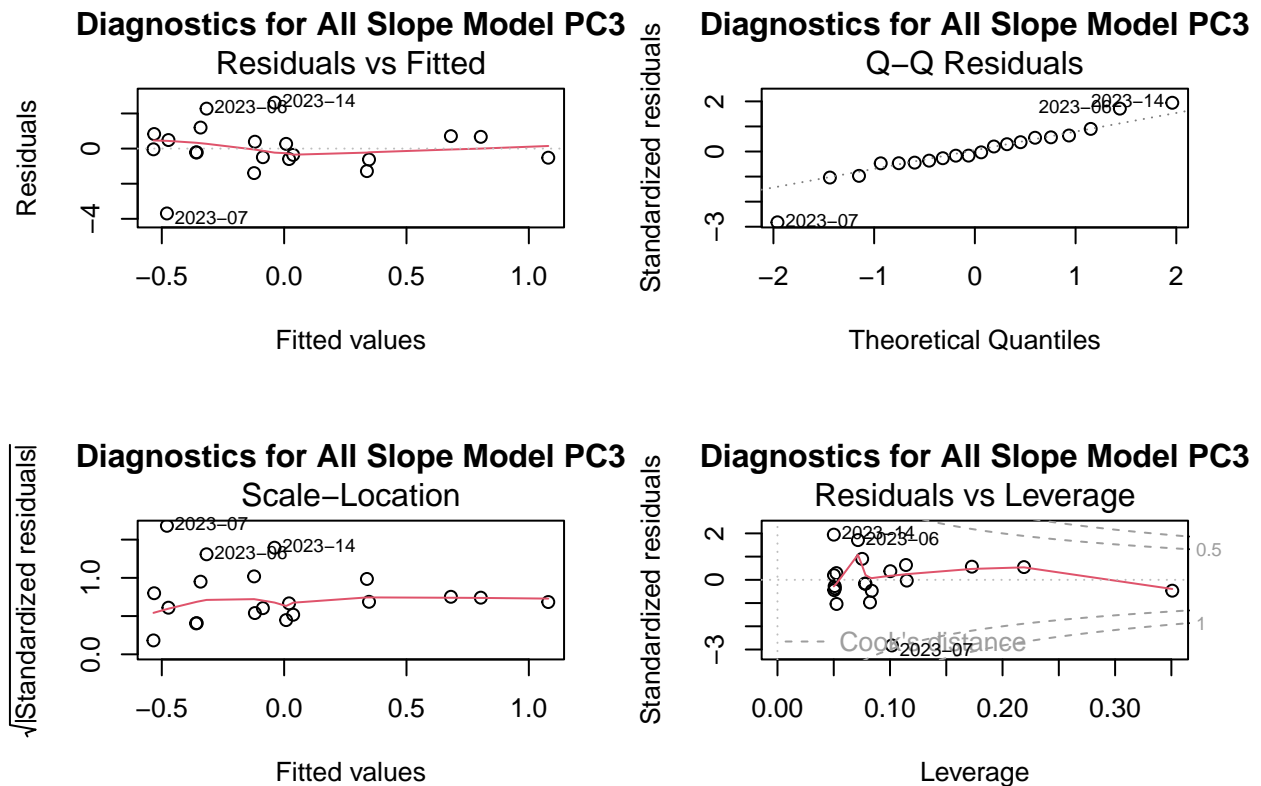 Diagnostics for All Slope Model PC3
Residuals vs Fitted
Residuals
0
−4
2023−06
2023−14
2023−07
−0.5 0.0 0.5 1.0
Fitted values
Diagnostics for All Slope Model PC3
Q−Q Residuals
Standardized residuals
2
0
−3
2023−06
2023−14
2023−07
−2 −1 0 1 2
Theoretical Quantiles
Diagnostics for All Slope Model PC3
Scale−Location
√|Standardized residuals|
1.0
0.0
2023−07
2023−06
2023−14
−0.5 0.0 0.5 1.0
Fitted values
Diagnostics for All Slope Model PC3
Residuals vs Leverage
Standardized residuals
2
0
−3
2023−14
2023−06
0.5
1
Cook's distance
2023−07
0.00 0.10 0.20 0.30
Leverage